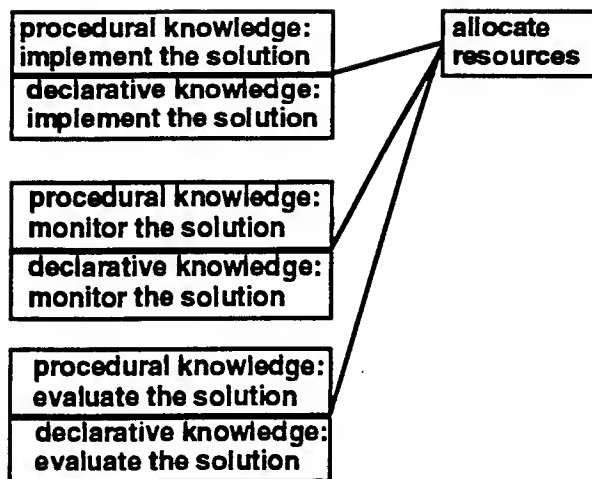 procedural knowledge:
implement the solution
declarative knowledge:
implement the solution
allocate
resources
procedural knowledge:
monitor the solution
declarative knowledge:
monitor the solution
procedural knowledge:
evaluate the solution
declarative knowledge:
evaluate the solution